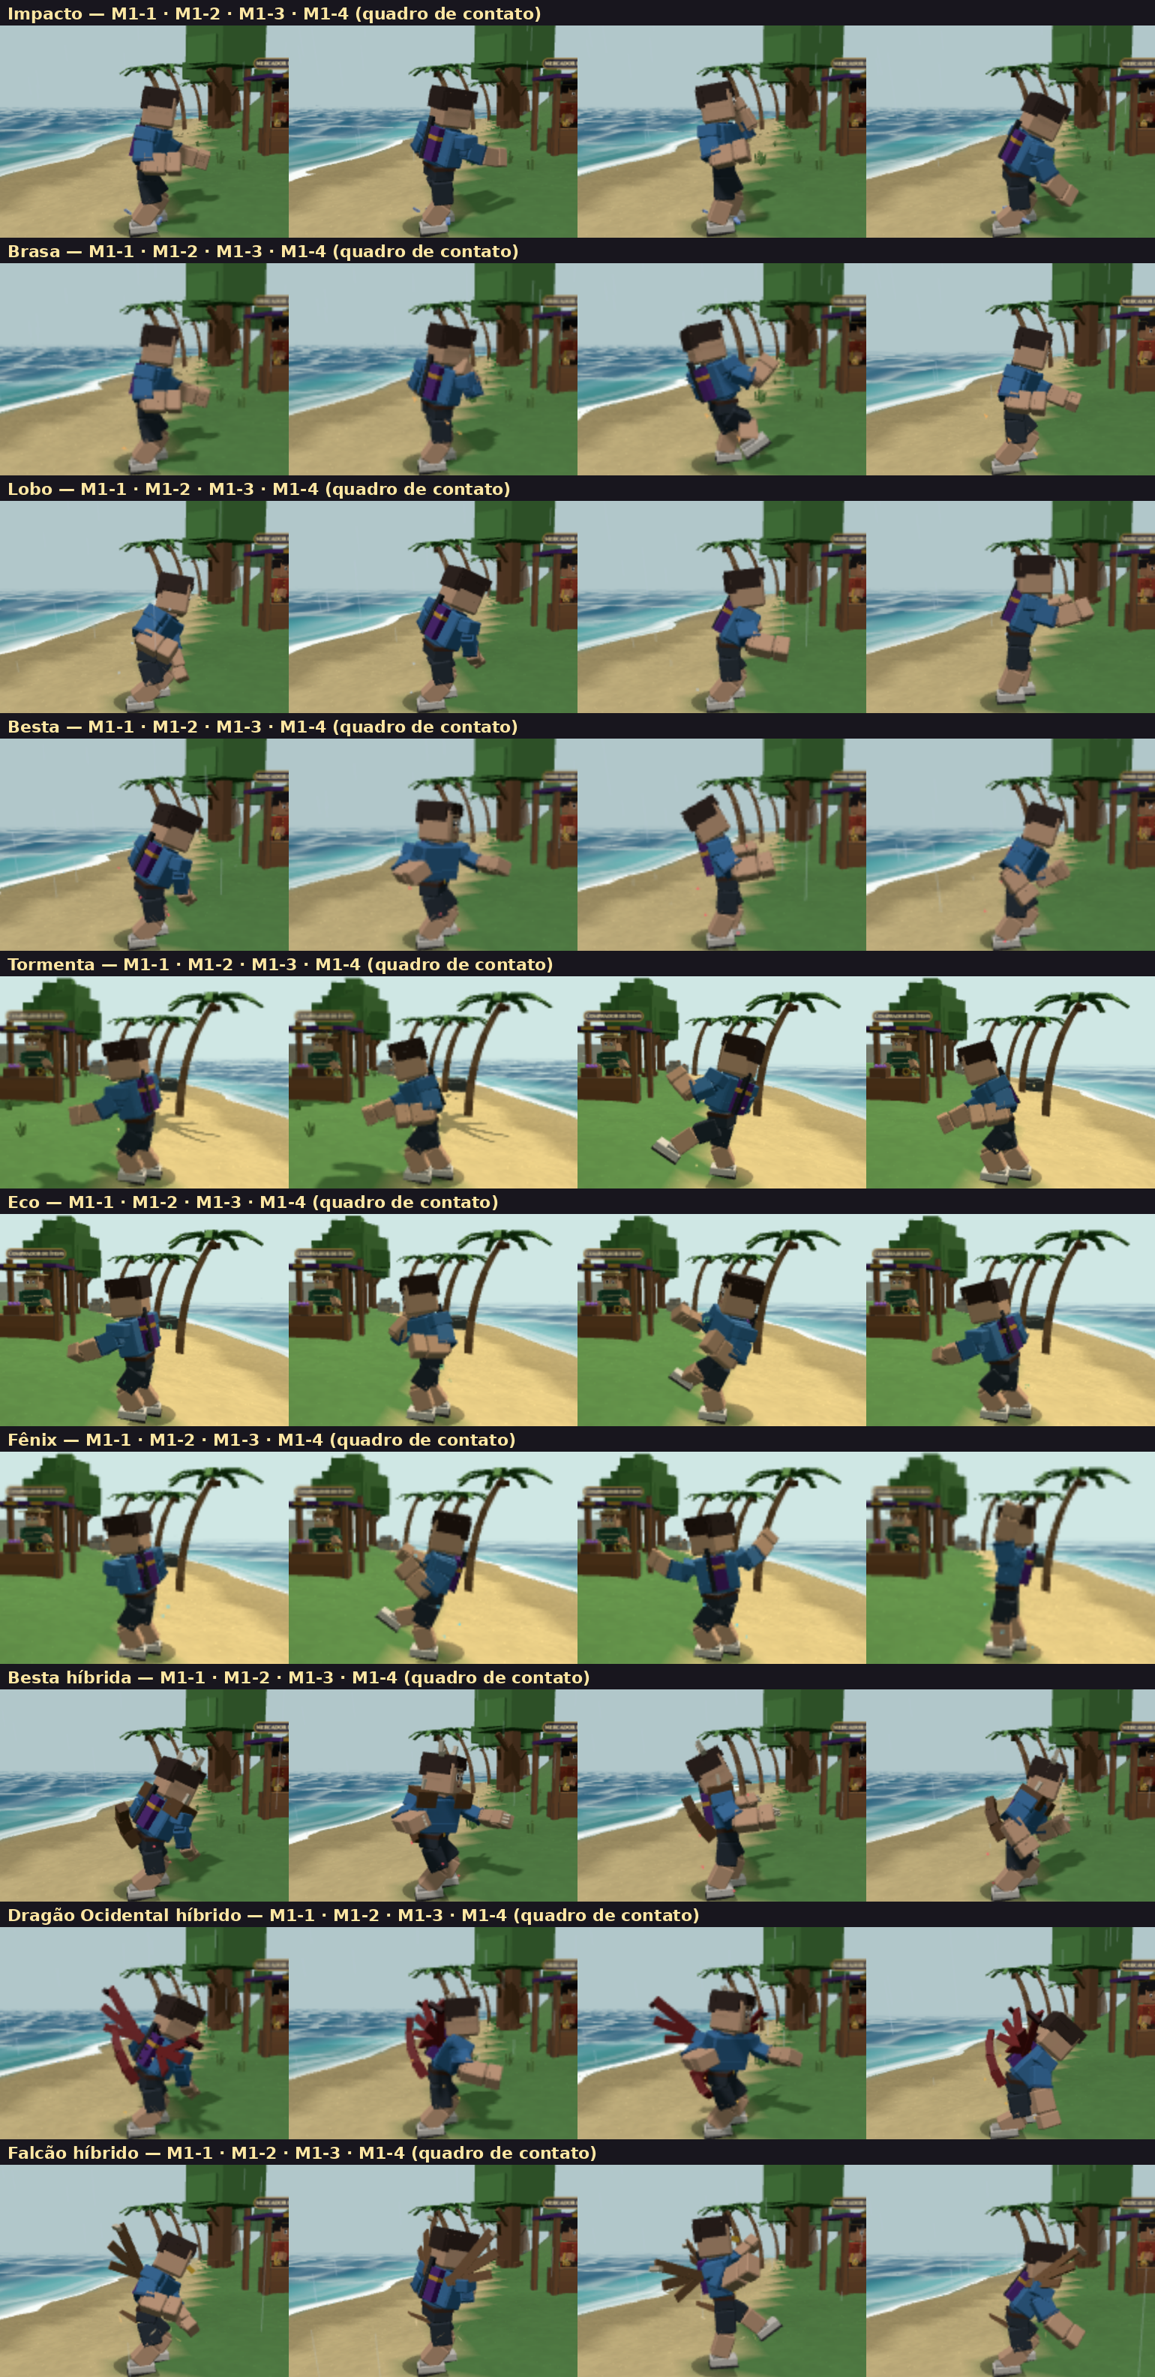 Impacto — M1-1 · M1-2 · M1-3 · M1-4 (quadro de contato)
Brasa — M1-1 · M1-2 · M1-3 · M1-4 (quadro de contato)
Lobo — M1-1 · M1-2 · M1-3 · M1-4 (quadro de contato)
Besta — M1-1 · M1-2 · M1-3 · M1-4 (quadro de contato)
Tormenta — M1-1 · M1-2 · M1-3 · M1-4 (quadro de contato)
Eco — M1-1 · M1-2 · M1-3 · M1-4 (quadro de contato)
Fênix — M1-1 · M1-2 · M1-3 · M1-4 (quadro de contato)
Besta híbrida — M1-1 · M1-2 · M1-3 · M1-4 (quadro de contato)
Dragão Ocidental híbrido — M1-1 · M1-2 · M1-3 · M1-4 (quadro de contato)
Falcão híbrido — M1-1 · M1-2 · M1-3 · M1-4 (quadro de contato)